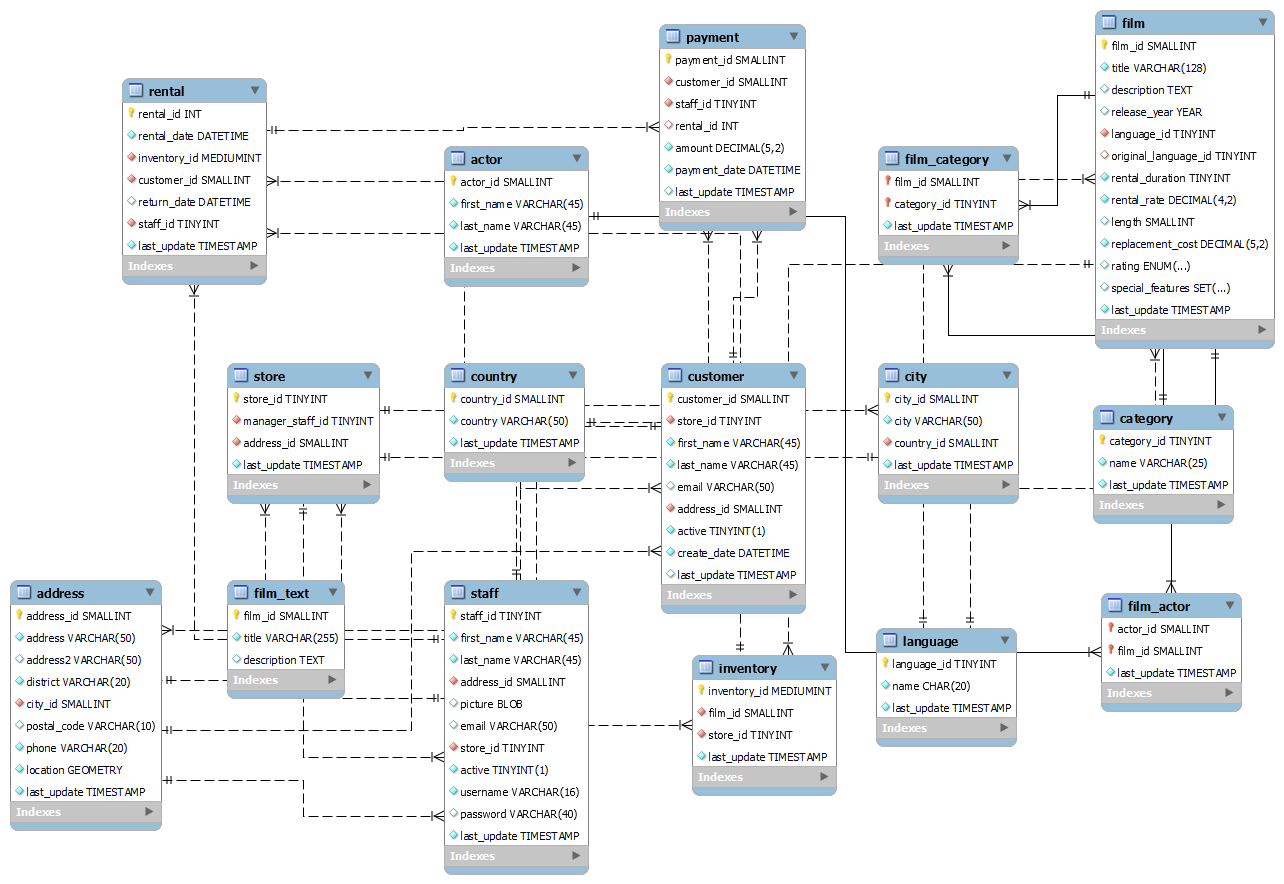 payment
payment_id SMALLINT
customer_id SMALLINT
staff_id TINYINT
rental_id INT
amount DECIMAL(5,2)
payment_date DATETIME
last_update TIMESTAMP
Indexes
film
film_id SMALLINT
title VARCHAR(128)
description TEXT
release_year YEAR
language_id TINYINT
original_language_id TINYINT
rental_duration TINYINT
rental_rate DECIMAL(4,2)
length SMALLINT
replacement_cost DECIMAL(5,2)
rating ENUM(...)
special_features SET(...)
last_update TIMESTAMP
Indexes
rental
rental_id INT
rental_date DATETIME
inventory_id MEDIUMINT
customer_id SMALLINT
return_date DATETIME
staff_id TINYINT
last_update TIMESTAMP
Indexes
actor
actor_id SMALLINT
first_name VARCHAR(45)
last_name VARCHAR(45)
last_update TIMESTAMP
Indexes
film_category
film_id SMALLINT
category_id TINYINT
last_update TIMESTAMP
Indexes
store
store_id TINYINT
manager_staff_id TINYINT
address_id SMALLINT
last_update TIMESTAMP
Indexes
country
country_id SMALLINT
country VARCHAR(50)
last_update TIMESTAMP
Indexes
customer
customer_id SMALLINT
store_id TINYINT
first_name VARCHAR(45)
last_name VARCHAR(45)
email VARCHAR(50)
address_id SMALLINT
active TINYINT(1)
create_date DATETIME
last_update TIMESTAMP
Indexes
city
city_id SMALLINT
city VARCHAR(50)
country_id SMALLINT
last_update TIMESTAMP
Indexes
category
category_id TINYINT
name VARCHAR(25)
last_update TIMESTAMP
Indexes
address
address_id SMALLINT
address VARCHAR(50)
address2 VARCHAR(50)
district VARCHAR(20)
city_id SMALLINT
postal_code VARCHAR(10)
phone VARCHAR(20)
location GEOMETRY
last_update TIMESTAMP
Indexes
film_text
film_id SMALLINT
title VARCHAR(255)
description TEXT
Indexes
staff
staff_id TINYINT
first_name VARCHAR(45)
last_name VARCHAR(45)
address_id SMALLINT
picture BLOB
email VARCHAR(50)
store_id TINYINT
active TINYINT(1)
username VARCHAR(16)
password VARCHAR(40)
last_update TIMESTAMP
Indexes
inventory
inventory_id MEDIUMINT
film_id SMALLINT
store_id TINYINT
last_update TIMESTAMP
Indexes
language
language_id TINYINT
name CHAR(20)
last_update TIMESTAMP
Indexes
film_actor
actor_id SMALLINT
film_id SMALLINT
last_update TIMESTAMP
Indexes